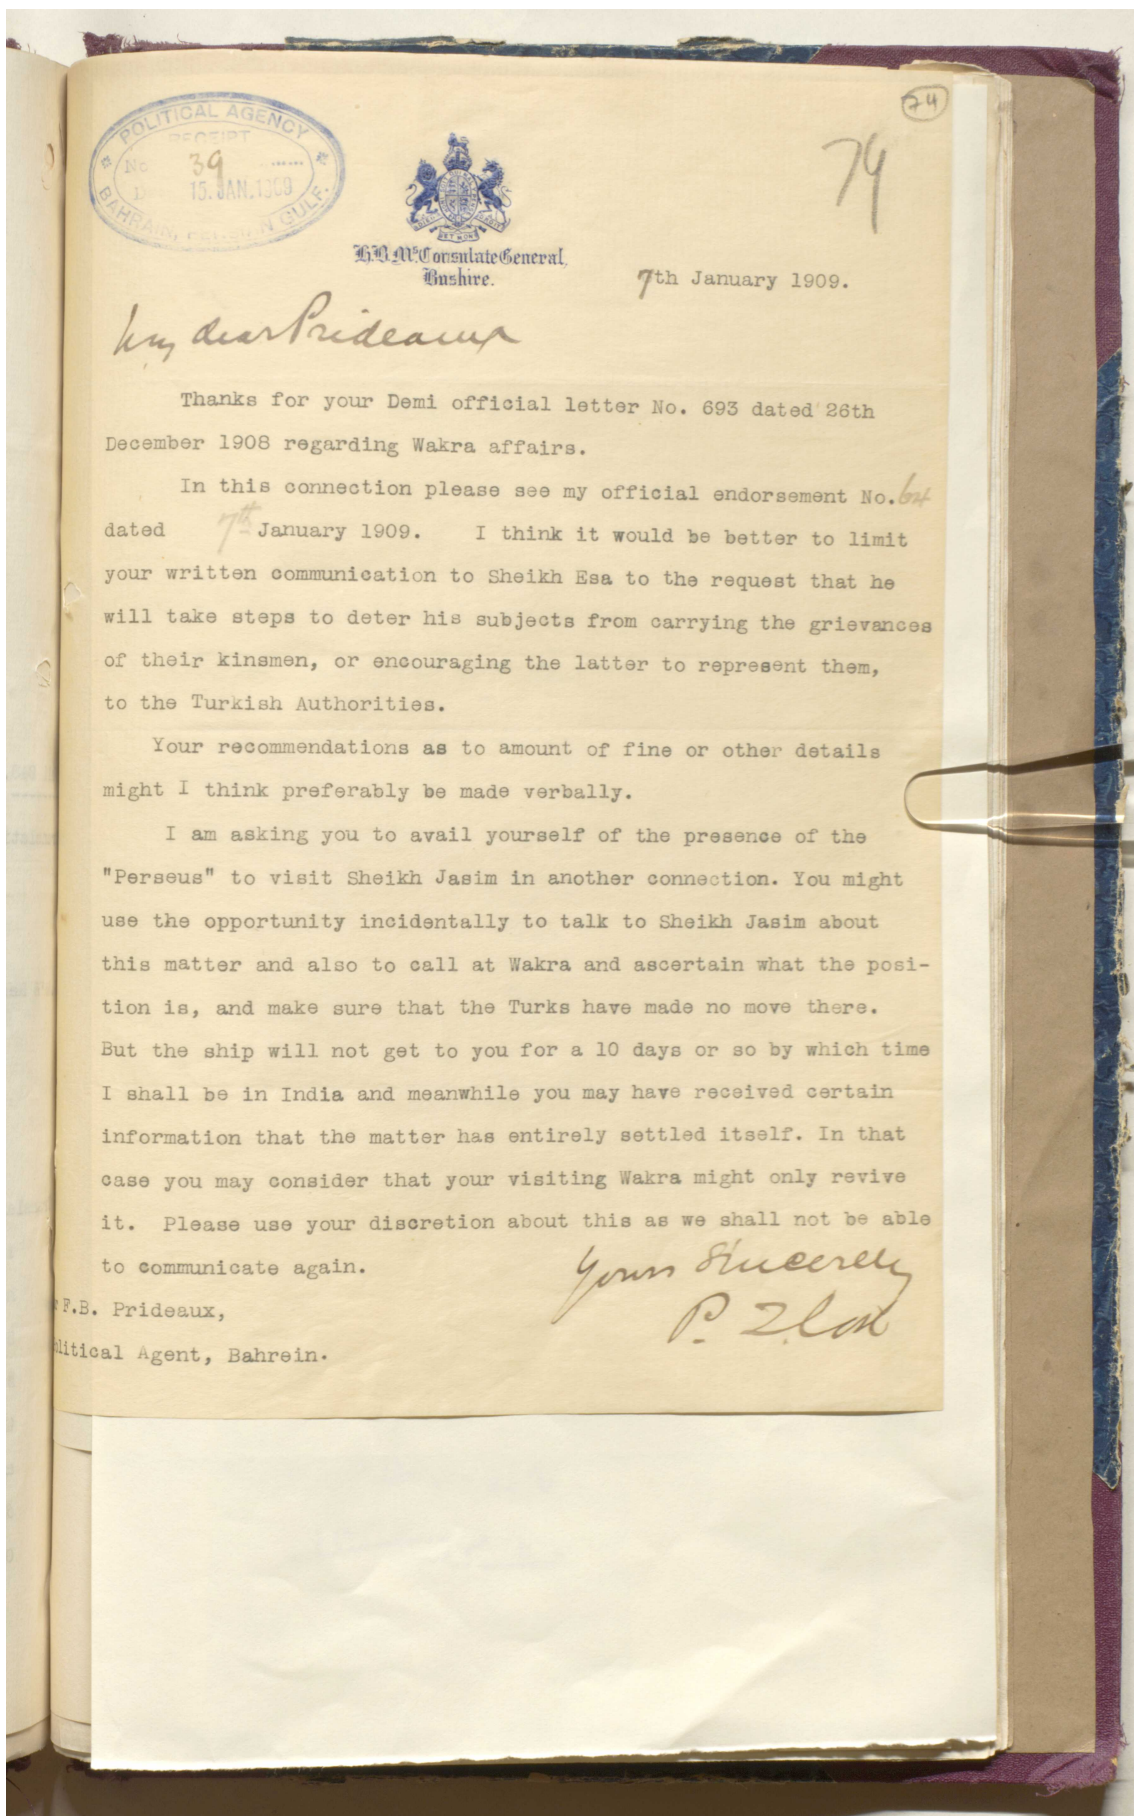 74
74
POLITICAL AGENCY
RECEIPT
No 39
15. JAN. 1909
BAHRAIN, PERSIAN GULF.
H.B.M's Consulate General,
Bushire.
7th January 1909.
My dear Prideaux
Thanks for your Demi official letter No. 693 dated 26th
December 1908 regarding Wakra affairs.
In this connection please see my official endorsement No. 64
dated 7th January 1909. I think it would be better to limit
your written communication to Sheikh Esa to the request that he
will take steps to deter his subjects from carrying the grievances
of their kinsmen, or encouraging the latter to represent them,
to the Turkish Authorities.
Your recommendations as to amount of fine or other details
might I think preferably be made verbally.
I am asking you to avail yourself of the presence of the
"Perseus" to visit Sheikh Jasim in another connection. You might
use the opportunity incidentally to talk to Sheikh Jasim about
this matter and also to call at Wakra and ascertain what the posi-
tion is, and make sure that the Turks have made no move there.
But the ship will not get to you for a 10 days or so by which time
I shall be in India and meanwhile you may have received certain
information that the matter has entirely settled itself. In that
case you may consider that your visiting Wakra might only revive
it. Please use your discretion about this as we shall not be able
to communicate again.
Yours Sincerely
P. Z. Cox
r F.B. Prideaux,
olitical Agent, Bahrein.